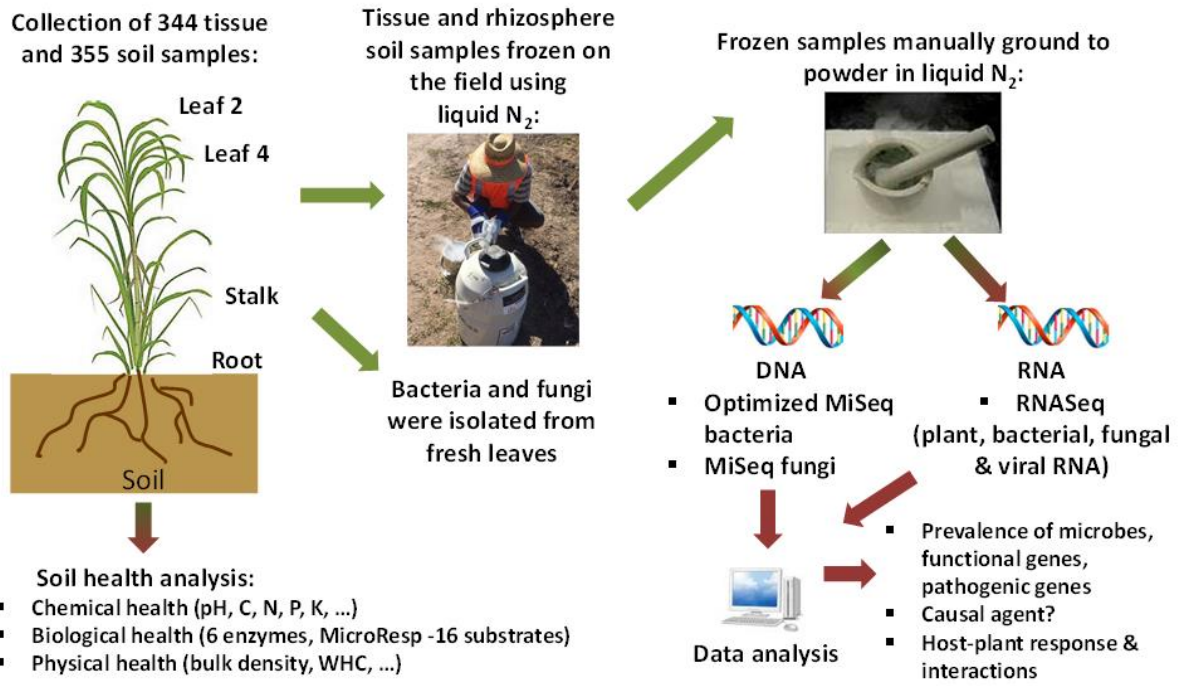 Collection of 344 tissue
and 355 soil samples:
Leaf 2
Leaf 4
Stalk
Root
Soil
Tissue and rhizosphere
soil samples frozen on
the field using
liquid N₂:
Bacteria and fungi
were isolated from
fresh leaves
Frozen samples manually ground to
powder in liquid N₂:
DNA
▪ Optimized MiSeq
bacteria
▪ MiSeq fungi
RNA
▪ RNASeq
(plant, bacterial, fungal
& viral RNA)
Soil health analysis:
▪ Chemical health (pH, C, N, P, K, ...)
▪ Biological health (6 enzymes, MicroResp -16 substrates)
▪ Physical health (bulk density, WHC, ...)
Data analysis
▪ Prevalence of microbes,
functional genes,
pathogenic genes
▪ Causal agent?
▪ Host-plant response &
interactions